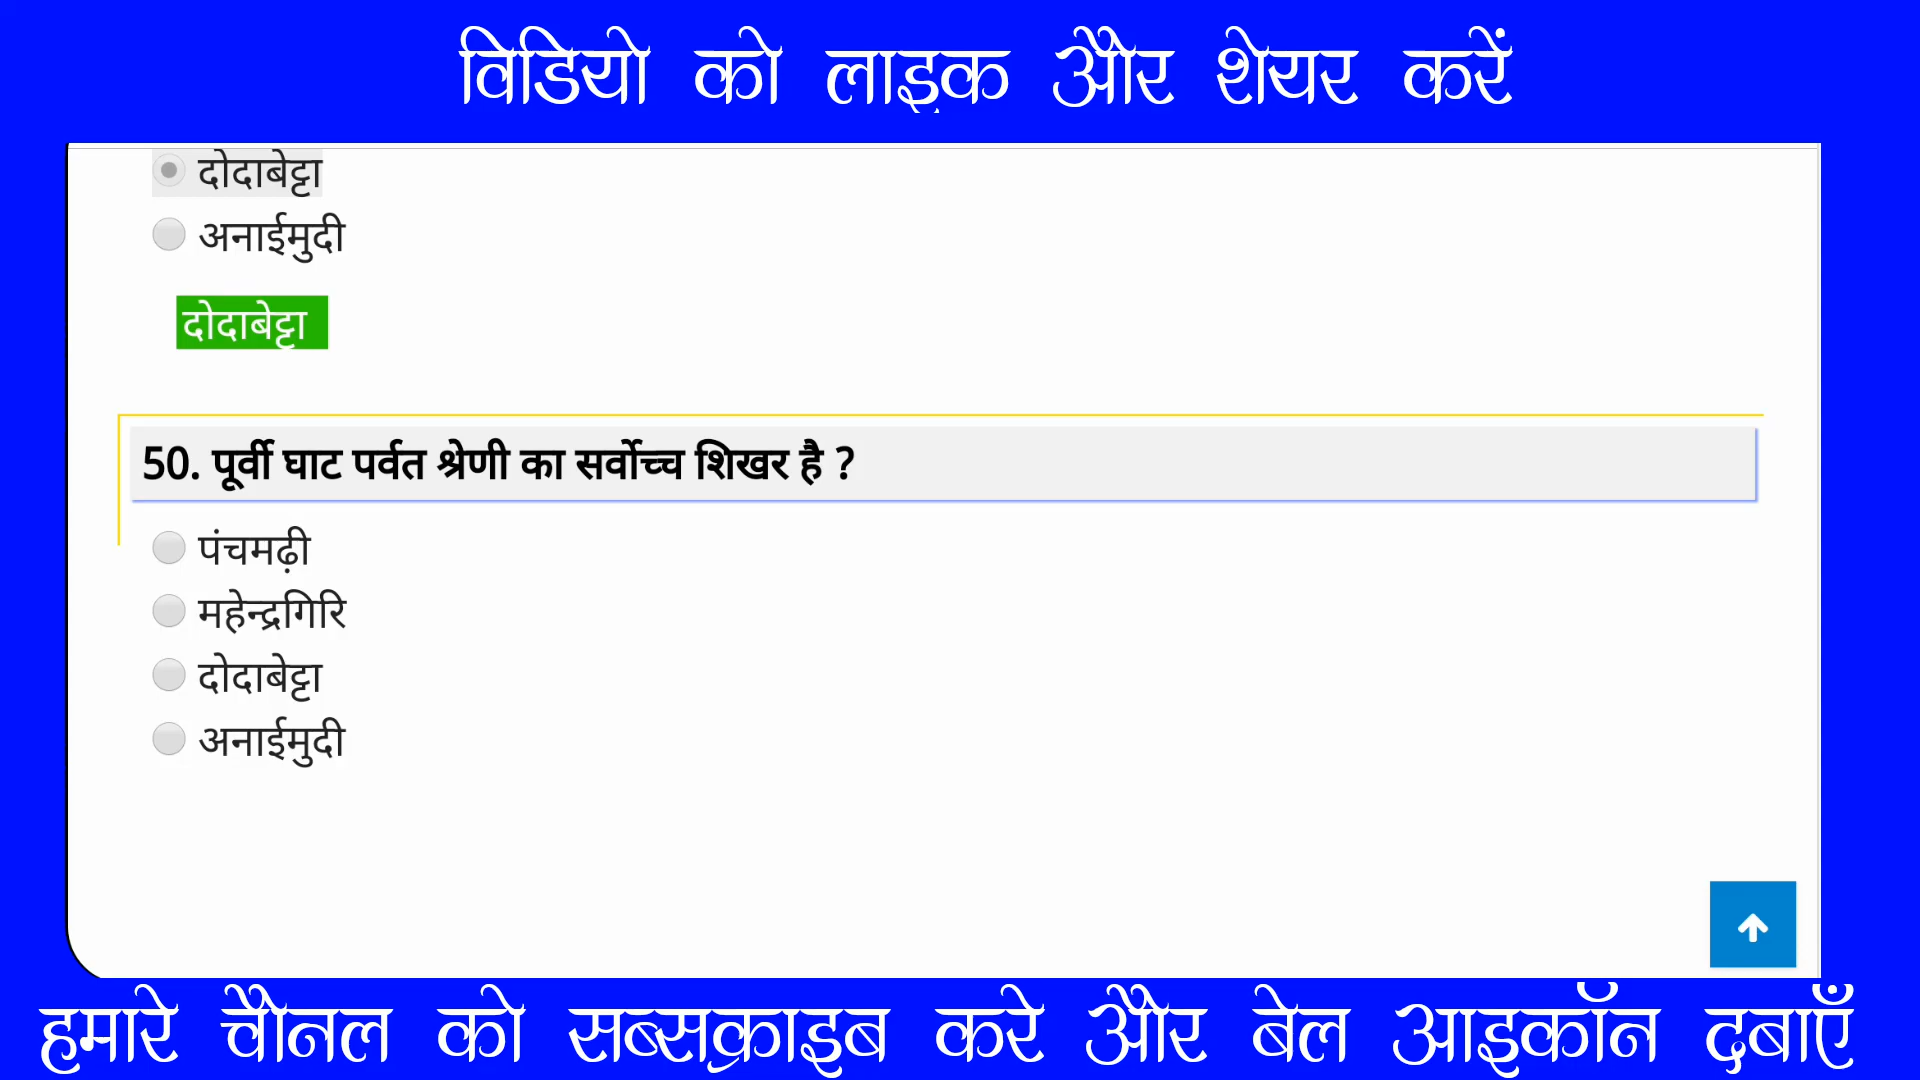 विडियो को लाइक और शेयर करें
दोदाबेट्टा
अनाईमुदी
दोदाबेट्टा
50. पूर्वी घाट पर्वत श्रेणी का सर्वोच्च शिखर है ?
पंचमढ़ी
महेन्द्रगिरि
दोदाबेट्टा
अनाईमुदी
हमारे चैानल को सब्सक्राइब करे और बेल आइकॉन दबाएँ